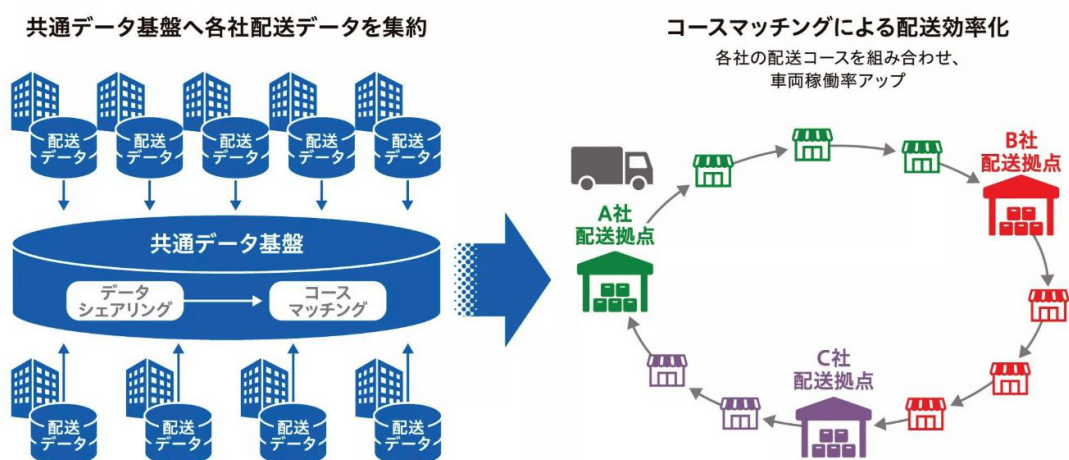 共通データ基盤へ各社配送データを集約
配送
データ
配送
データ
配送
データ
配送
データ
配送
データ
共通データ基盤
データ
シェアリング
コース
マッチング
配送
データ
配送
データ
配送
データ
配送
データ
コースマッチングによる配送効率化
各社の配送コースを組み合わせ、
車両稼働率アップ
A社
配送拠点
B社
配送拠点
C社
配送拠点